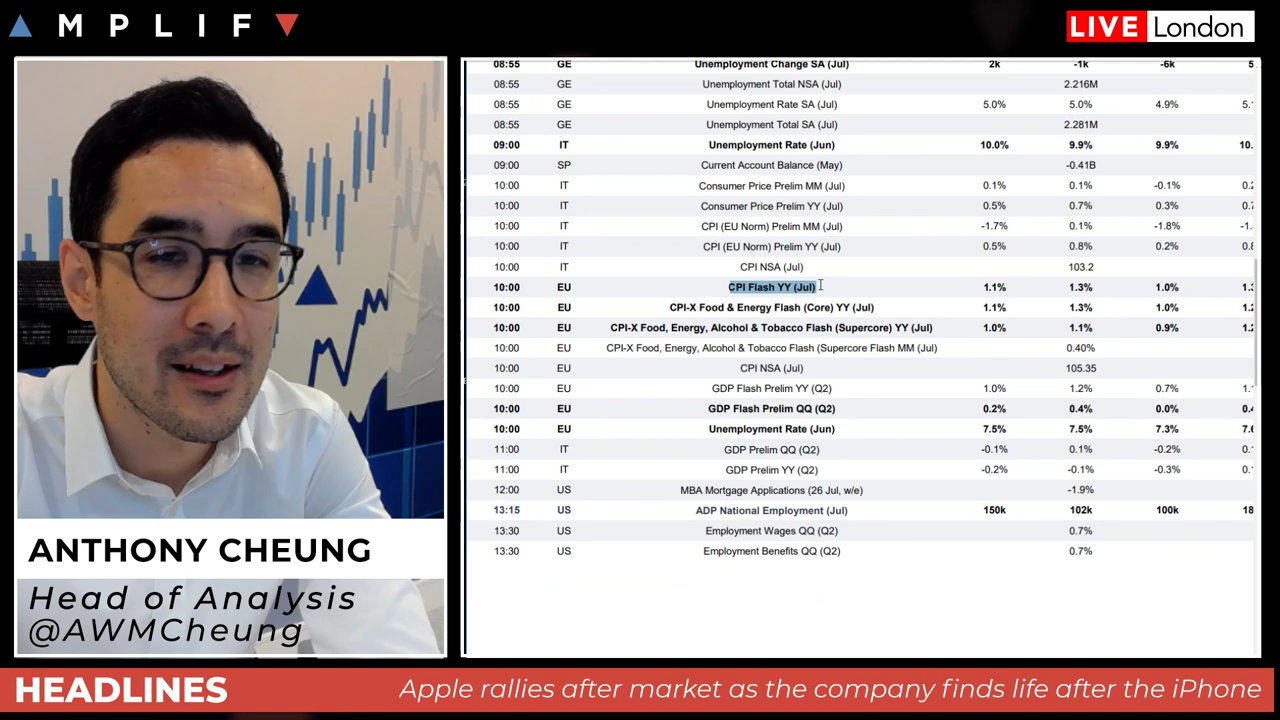 MPLIF
LIVE London
08:55 GE Unemployment Change SA (Jul) 2k -1k -6k
08:55 GE Unemployment Total NSA (Jul) 2.216M
08:55 GE Unemployment Rate SA (Jul) 5.0% 5.0% 4.9%
08:55 GE Unemployment Total SA (Jul) 2.281M
09:00 IT Unemployment Rate (Jun) 10.0% 9.9% 9.9% 10.
09:00 SP Current Account Balance (May) -0.41B
10:00 IT Consumer Price Prelim MM (Jul) 0.1% 0.1% -0.1%
10:00 IT Consumer Price Prelim YY (Jul) 0.5% 0.7% 0.3%
10:00 IT CPI (EU Norm) Prelim MM (Jul) -1.7% 0.1% -1.8%
10:00 IT CPI (EU Norm) Prelim YY (Jul) 0.5% 0.8% 0.2%
10:00 IT CPI NSA (Jul) 103.2
10:00 EU CPI Flash YY (Jul) 1.1% 1.3% 1.0%
10:00 EU CPI-X Food & Energy Flash (Core) YY (Jul) 1.1% 1.3% 1.0%
10:00 EU CPI-X Food, Energy, Alcohol & Tobacco Flash (Supercore) YY (Jul) 1.0% 1.1% 0.9%
10:00 EU CPI-X Food, Energy, Alcohol & Tobacco Flash (Supercore Flash MM (Jul) 0.40%
10:00 EU CPI NSA (Jul) 105.35
10:00 EU GDP Flash Prelim YY (Q2) 1.0% 1.2% 0.7%
10:00 EU GDP Flash Prelim QQ (Q2) 0.2% 0.4% 0.0%
10:00 EU Unemployment Rate (Jun) 7.5% 7.5% 7.3%
11:00 IT GDP Prelim QQ (Q2) -0.1% 0.1% -0.2%
11:00 IT GDP Prelim YY (Q2) -0.2% -0.1% -0.3%
12:00 US MBA Mortgage Applications (26 Jul, w/e) -1.9%
13:15 US ADP National Employment (Jul) 150k 102k 100k 18
13:30 US Employment Wages QQ (Q2) 0.7%
13:30 US Employment Benefits QQ (Q2) 0.7%
ANTHONY CHEUNG
Head of Analysis
@AWMCheung
HEADLINES Apple rallies after market as the company finds life after the iPhone